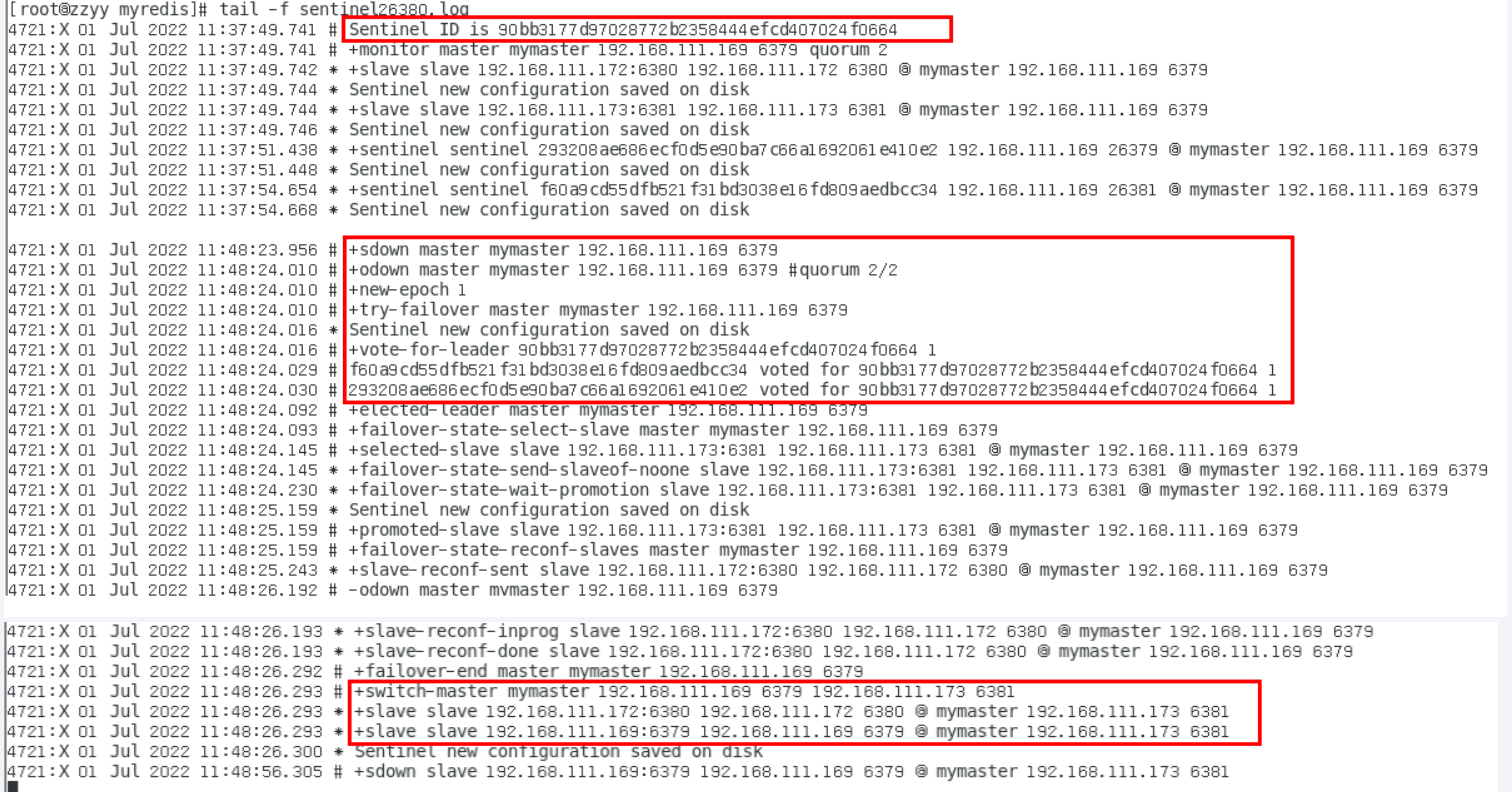 [root@zzyy myredis]# tail -f sentinel26380.log
4721:X 01 Jul 2022 11:37:49.741 # Sentinel ID is 90bb3177d97028772b2358444efcd407024f0664
4721:X 01 Jul 2022 11:37:49.741 # +monitor master mymaster 192.168.111.169 6379 quorum 2
4721:X 01 Jul 2022 11:37:49.742 * +slave slave 192.168.111.172:6380 192.168.111.172 6380 @ mymaster 192.168.111.169 6379
4721:X 01 Jul 2022 11:37:49.744 * Sentinel new configuration saved on disk
4721:X 01 Jul 2022 11:37:49.744 * +slave slave 192.168.111.173:6381 192.168.111.173 6381 @ mymaster 192.168.111.169 6379
4721:X 01 Jul 2022 11:37:49.746 * Sentinel new configuration saved on disk
4721:X 01 Jul 2022 11:37:51.438 * +sentinel sentinel 293208ae686ecf0d5e90ba7c66a1692061e410e2 192.168.111.169 26379 @ mymaster 192.168.111.169 6379
4721:X 01 Jul 2022 11:37:51.448 * Sentinel new configuration saved on disk
4721:X 01 Jul 2022 11:37:54.654 * +sentinel sentinel f60a9cd55dfb521f31bd3038e16fd809aedbcc34 192.168.111.169 26381 @ mymaster 192.168.111.169 6379
4721:X 01 Jul 2022 11:37:54.668 * Sentinel new configuration saved on disk
4721:X 01 Jul 2022 11:48:23.956 # +sdown master mymaster 192.168.111.169 6379
4721:X 01 Jul 2022 11:48:24.010 # +odown master mymaster 192.168.111.169 6379 #quorum 2/2
4721:X 01 Jul 2022 11:48:24.010 # +new-epoch 1
4721:X 01 Jul 2022 11:48:24.010 # +try-failover master mymaster 192.168.111.169 6379
4721:X 01 Jul 2022 11:48:24.016 * Sentinel new configuration saved on disk
4721:X 01 Jul 2022 11:48:24.016 # +vote-for-leader 90bb3177d97028772b2358444efcd407024f0664 1
4721:X 01 Jul 2022 11:48:24.029 # f60a9cd55dfb521f31bd3038e16fd809aedbcc34 voted for 90bb3177d97028772b2358444efcd407024f0664 1
4721:X 01 Jul 2022 11:48:24.030 # 293208ae686ecf0d5e90ba7c66a1692061e410e2 voted for 90bb3177d97028772b2358444efcd407024f0664 1
4721:X 01 Jul 2022 11:48:24.092 # +elected-leader master mymaster 192.168.111.169 6379
4721:X 01 Jul 2022 11:48:24.093 # +failover-state-select-slave master mymaster 192.168.111.169 6379
4721:X 01 Jul 2022 11:48:24.145 # +selected-slave slave 192.168.111.173:6381 192.168.111.173 6381 @ mymaster 192.168.111.169 6379
4721:X 01 Jul 2022 11:48:24.145 * +failover-state-send-slaveof-noone slave 192.168.111.173:6381 192.168.111.173 6381 @ mymaster 192.168.111.169 6379
4721:X 01 Jul 2022 11:48:24.230 * +failover-state-wait-promotion slave 192.168.111.173:6381 192.168.111.173 6381 @ mymaster 192.168.111.169 6379
4721:X 01 Jul 2022 11:48:25.159 * Sentinel new configuration saved on disk
4721:X 01 Jul 2022 11:48:25.159 # +promoted-slave slave 192.168.111.173:6381 192.168.111.173 6381 @ mymaster 192.168.111.169 6379
4721:X 01 Jul 2022 11:48:25.159 # +failover-state-reconf-slaves master mymaster 192.168.111.169 6379
4721:X 01 Jul 2022 11:48:25.243 * +slave-reconf-sent slave 192.168.111.172:6380 192.168.111.172 6380 @ mymaster 192.168.111.169 6379
4721:X 01 Jul 2022 11:48:26.192 # -odown master mymaster 192.168.111.169 6379
4721:X 01 Jul 2022 11:48:26.193 * +slave-reconf-inprog slave 192.168.111.172:6380 192.168.111.172 6380 @ mymaster 192.168.111.169 6379
4721:X 01 Jul 2022 11:48:26.193 * +slave-reconf-done slave 192.168.111.172:6380 192.168.111.172 6380 @ mymaster 192.168.111.169 6379
4721:X 01 Jul 2022 11:48:26.292 # +failover-end master mymaster 192.168.111.169 6379
4721:X 01 Jul 2022 11:48:26.293 # +switch-master mymaster 192.168.111.169 6379 192.168.111.173 6381
4721:X 01 Jul 2022 11:48:26.293 * +slave slave 192.168.111.172:6380 192.168.111.172 6380 @ mymaster 192.168.111.173 6381
4721:X 01 Jul 2022 11:48:26.293 * +slave slave 192.168.111.169:6379 192.168.111.169 6379 @ mymaster 192.168.111.173 6381
4721:X 01 Jul 2022 11:48:26.300 * Sentinel new configuration saved on disk
4721:X 01 Jul 2022 11:48:56.305 # +sdown slave 192.168.111.169:6379 192.168.111.169 6379 @ mymaster 192.168.111.173 6381